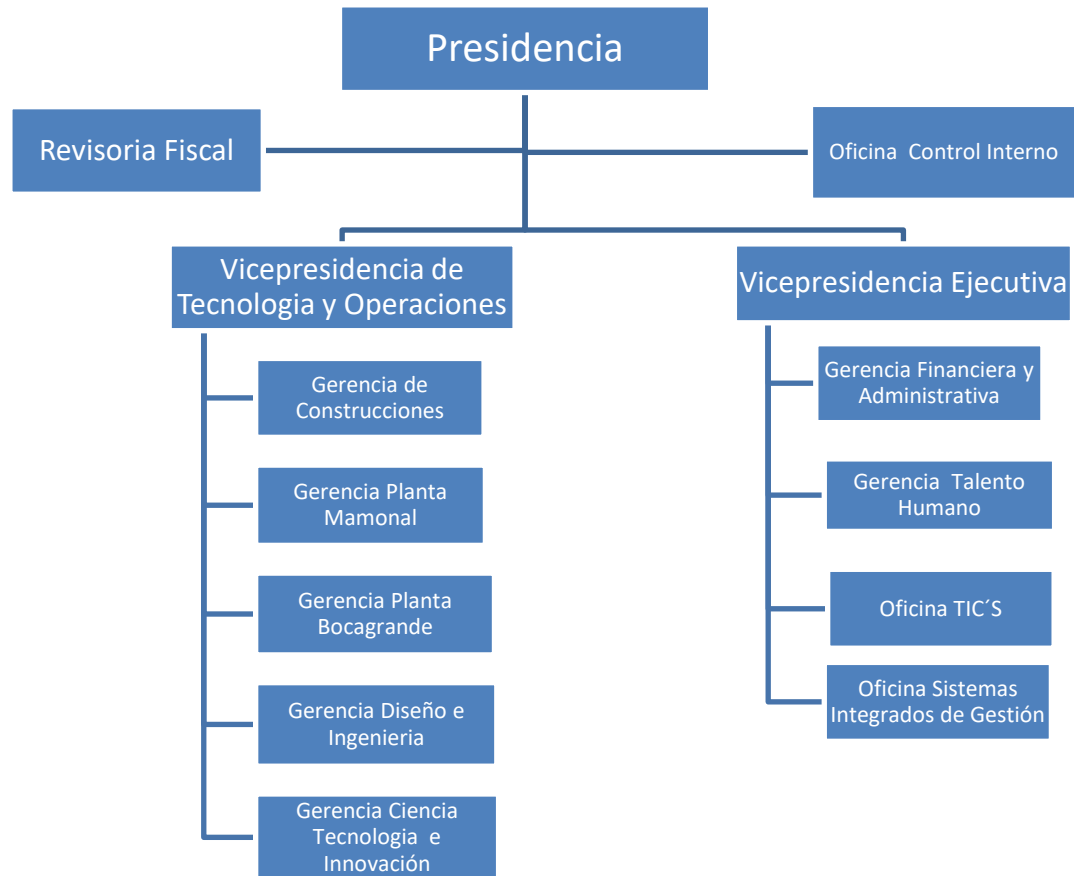 Presidencia
Revisoria Fiscal
Oficina  Control Interno
Vicepresidencia de
Tecnologia y Operaciones
Gerencia de
Construcciones
Gerencia Planta
Mamonal
Gerencia Planta
Bocagrande
Gerencia Diseño e
Ingenieria
Gerencia Ciencia
Tecnologia  e
Innovación
Vicepresidencia Ejecutiva
Gerencia Financiera y
Administrativa
Gerencia  Talento
Humano
Oficina TIC´S
Oficina Sistemas
Integrados de Gestión